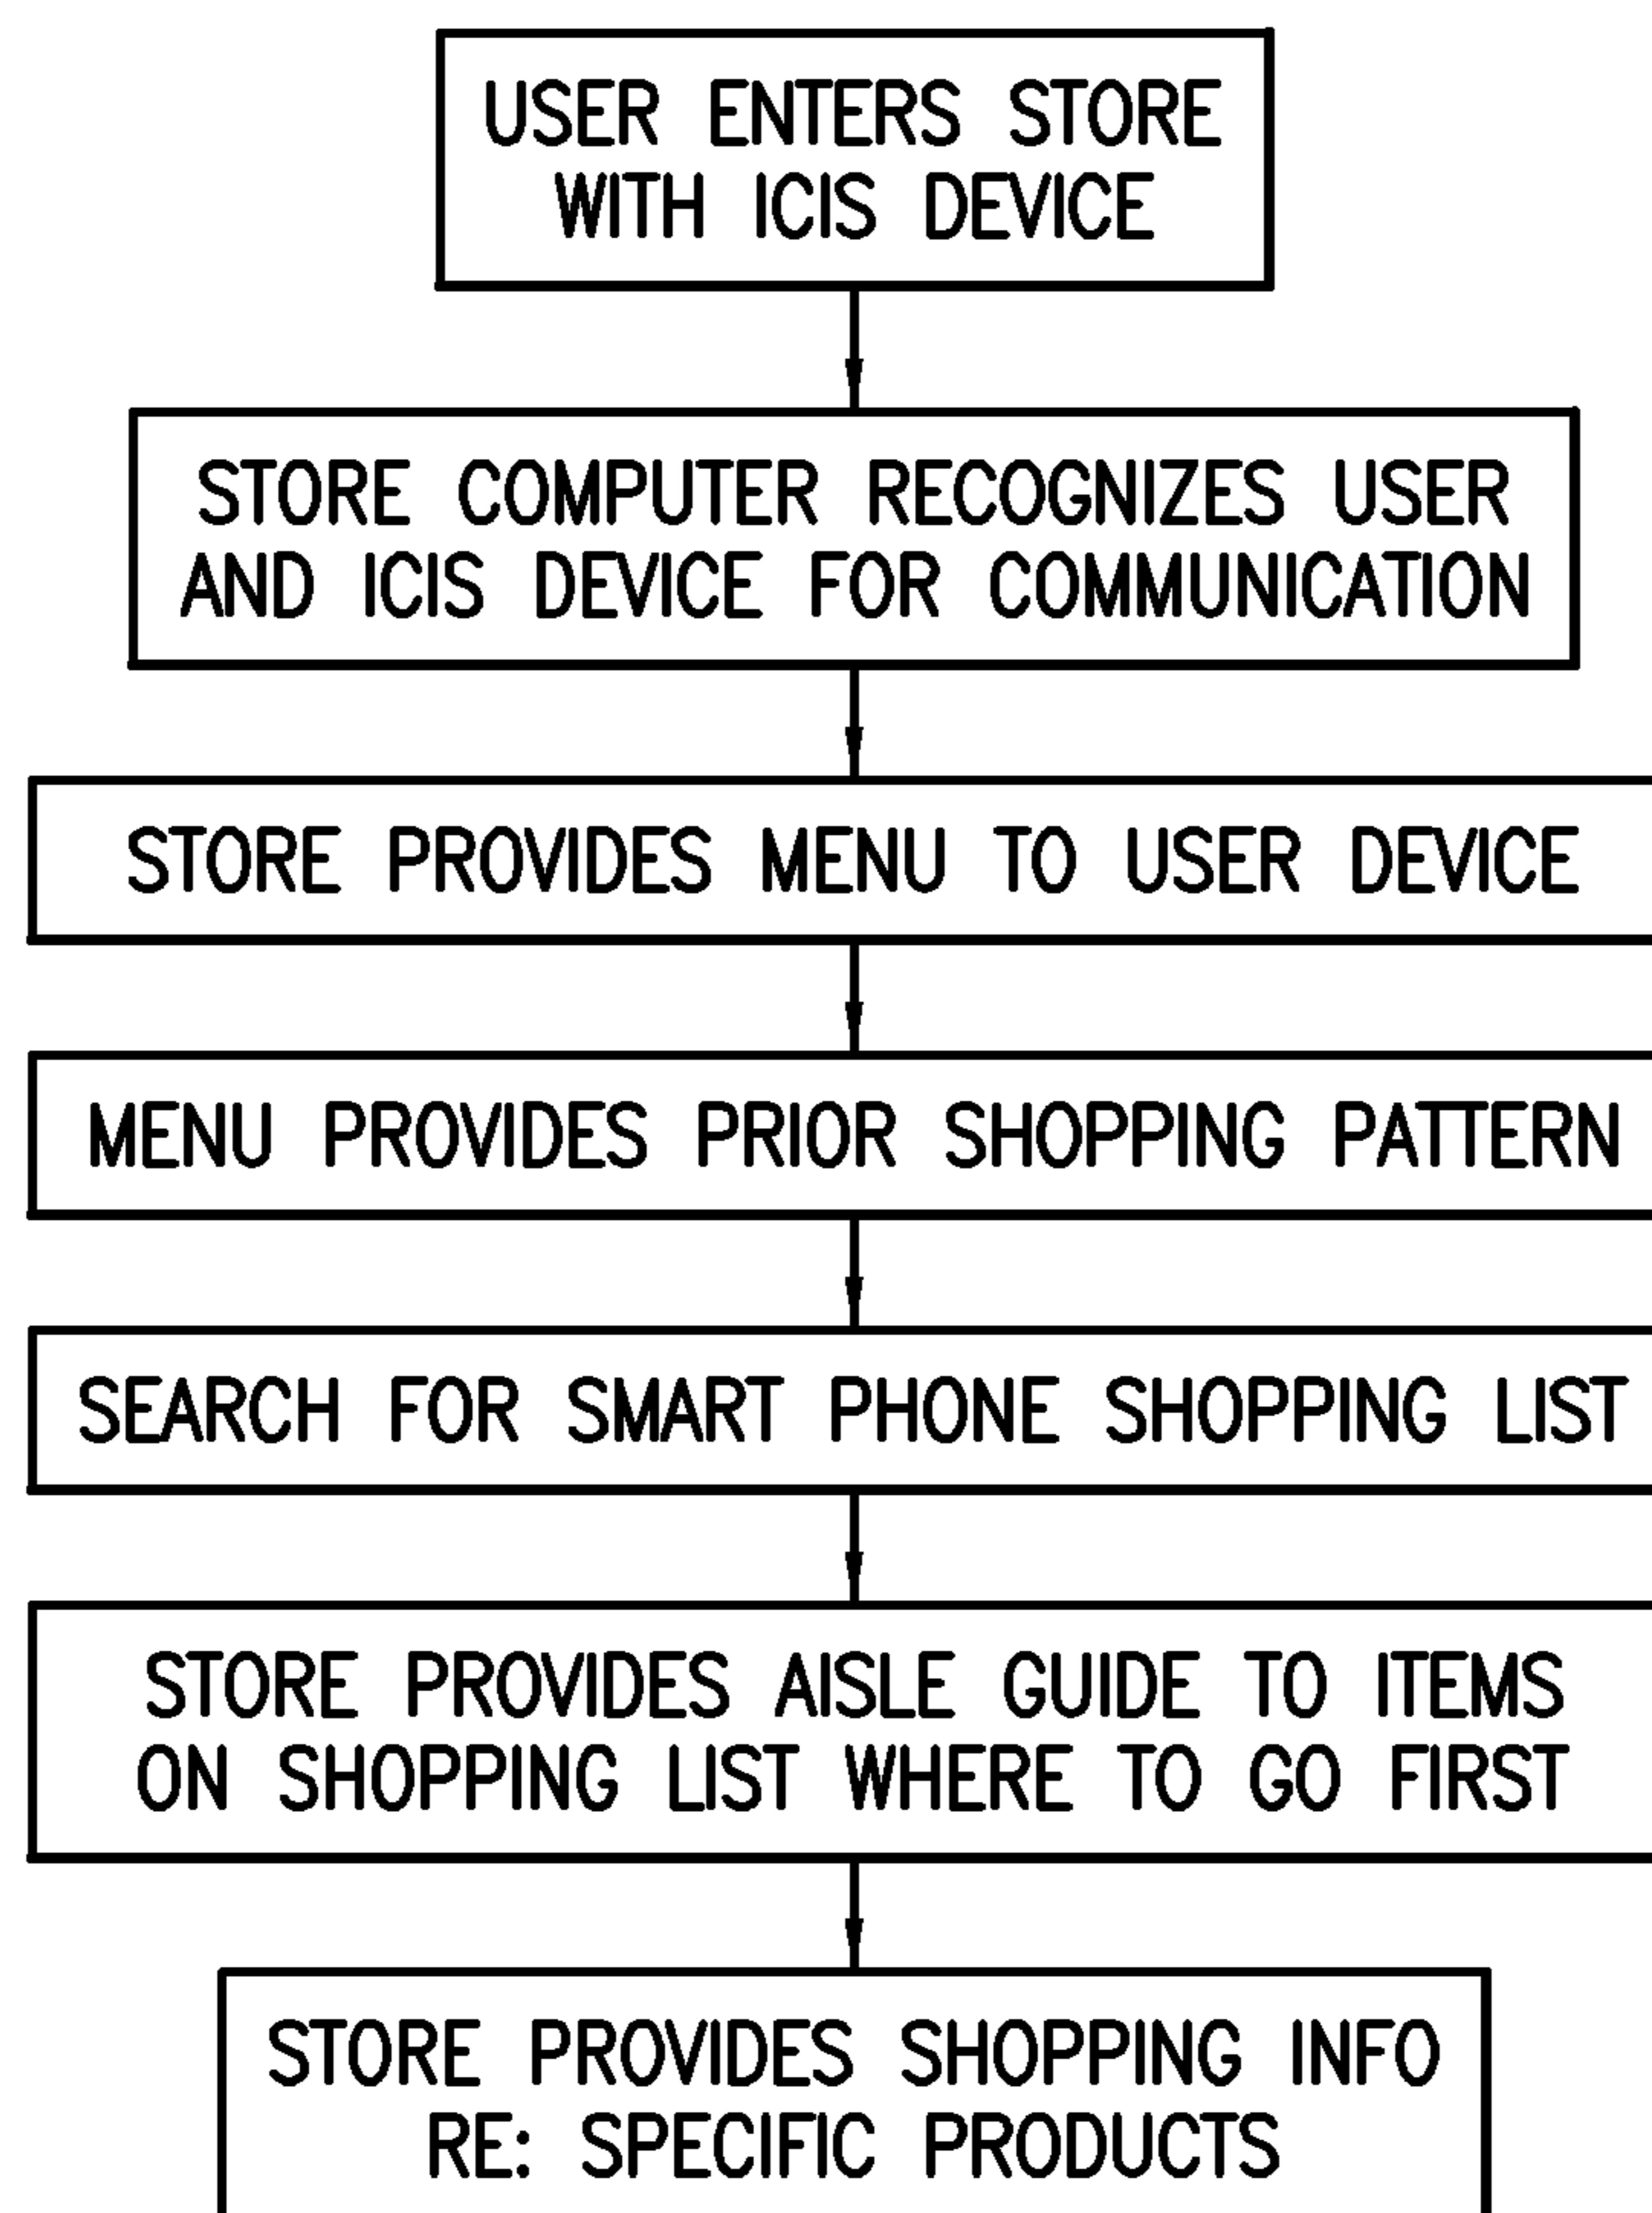 USER ENTERS STORE
WITH ICIS DEVICE
STORE COMPUTER RECOGNIZES USER
AND ICIS DEVICE FOR COMMUNICATION
STORE PROVIDES MENU TO USER DEVICE
MENU PROVIDES PRIOR SHOPPING PATTERN
SEARCH FOR SMART PHONE SHOPPING LIST
STORE PROVIDES AISLE GUIDE TO ITEMS
ON SHOPPING LIST WHERE TO GO FIRST
STORE PROVIDES SHOPPING INFO
RE: SPECIFIC PRODUCTS